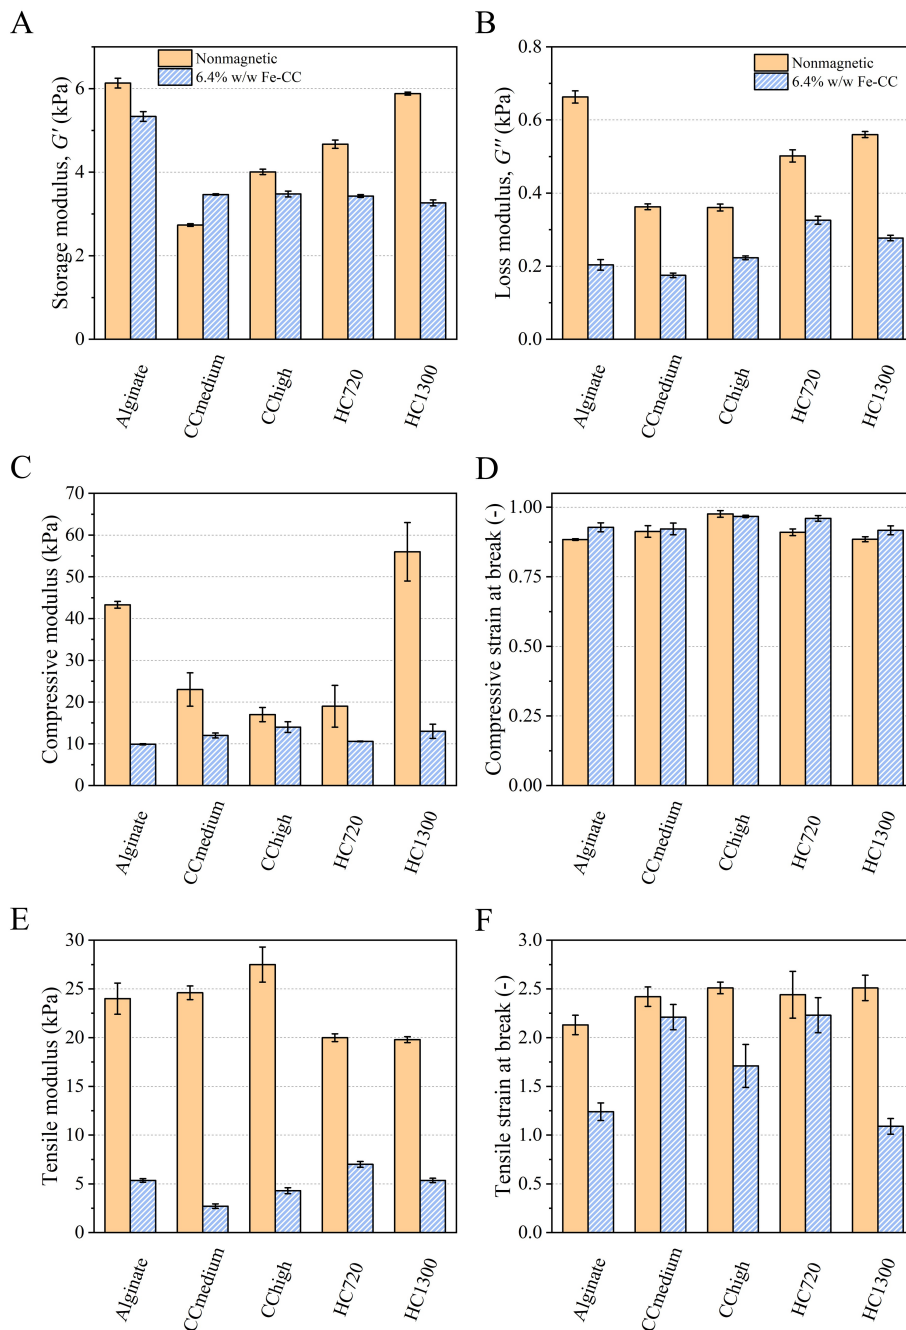 A
Nonmagnetic
6.4% w/w Fe-CC
Storage modulus, G′ (kPa)
6
4
2
0
Alginate
CCmedium
CChigh
HC720
HC1300
B
Nonmagnetic
6.4% w/w Fe-CC
Loss modulus, G″ (kPa)
0.8
0.6
0.4
0.2
0.0
Alginate
CCmedium
CChigh
HC720
HC1300
C
Compressive modulus (kPa)
70
60
50
40
30
20
10
0
Alginate
CCmedium
CChigh
HC720
HC1300
D
Compressive strain at break (-)
1.00
0.75
0.50
0.25
0.00
Alginate
CCmedium
CChigh
HC720
HC1300
E
Tensile modulus (kPa)
30
25
20
15
10
5
0
Alginate
CCmedium
CChigh
HC720
HC1300
F
Tensile strain at break (-)
3.0
2.5
2.0
1.5
1.0
0.5
0.0
Alginate
CCmedium
CChigh
HC720
HC1300